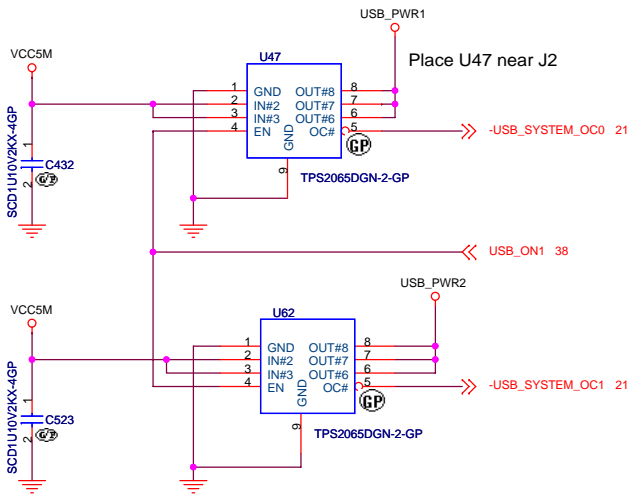 USB_PWR1
VCC5M
U47
Place U47 near J2
1 GND OUT#8 8
2 IN#2 OUT#7 7
3 IN#3 OUT#6 6
4 EN OC# 5
GND
9
GP
-USB_SYSTEM_OC0 21
TPS2065DGN-2-GP
SCD1U10V2KX-4GP
1
C432
2
G/P
USB_ON1 38
USB_PWR2
VCC5M
U62
1 GND OUT#8 8
2 IN#2 OUT#7 7
3 IN#3 OUT#6 6
4 EN OC# 5
GND
9
GP
-USB_SYSTEM_OC1 21
TPS2065DGN-2-GP
SCD1U10V2KX-4GP
1
C523
2
G/P